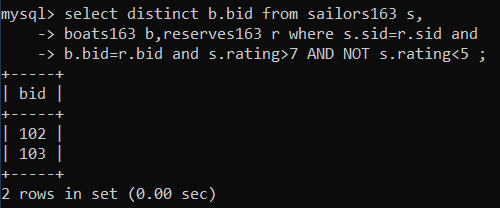 mysql> select distinct b.bid from sailors163 s,
    -> boats163 b,reserves163 r where s.sid=r.sid and
    -> b.bid=r.bid and s.rating>7 AND NOT s.rating<5 ;
+-----+
| bid |
+-----+
| 102 |
| 103 |
+-----+
2 rows in set (0.00 sec)